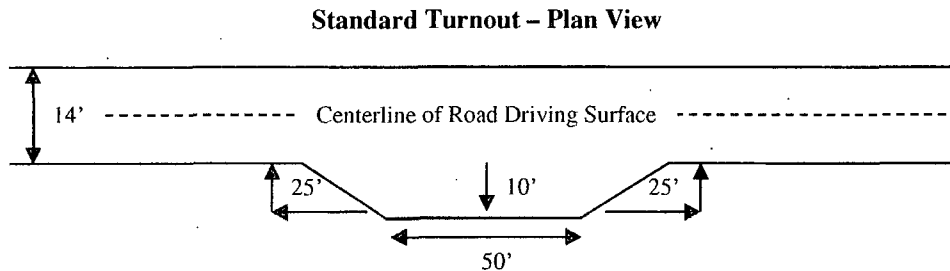 Standard Turnout – Plan View
14'
Centerline of Road Driving Surface
25'
10'
25'
50'